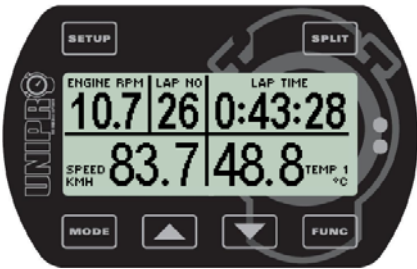 SETUP
SPLIT
ENGINE RPM
LAP NO
LAP TIME
10.7
26
0:43:28
SPEED
KMH
83.7
48.8
TEMP 1
°C
UNIPRO
MODE
FUNC